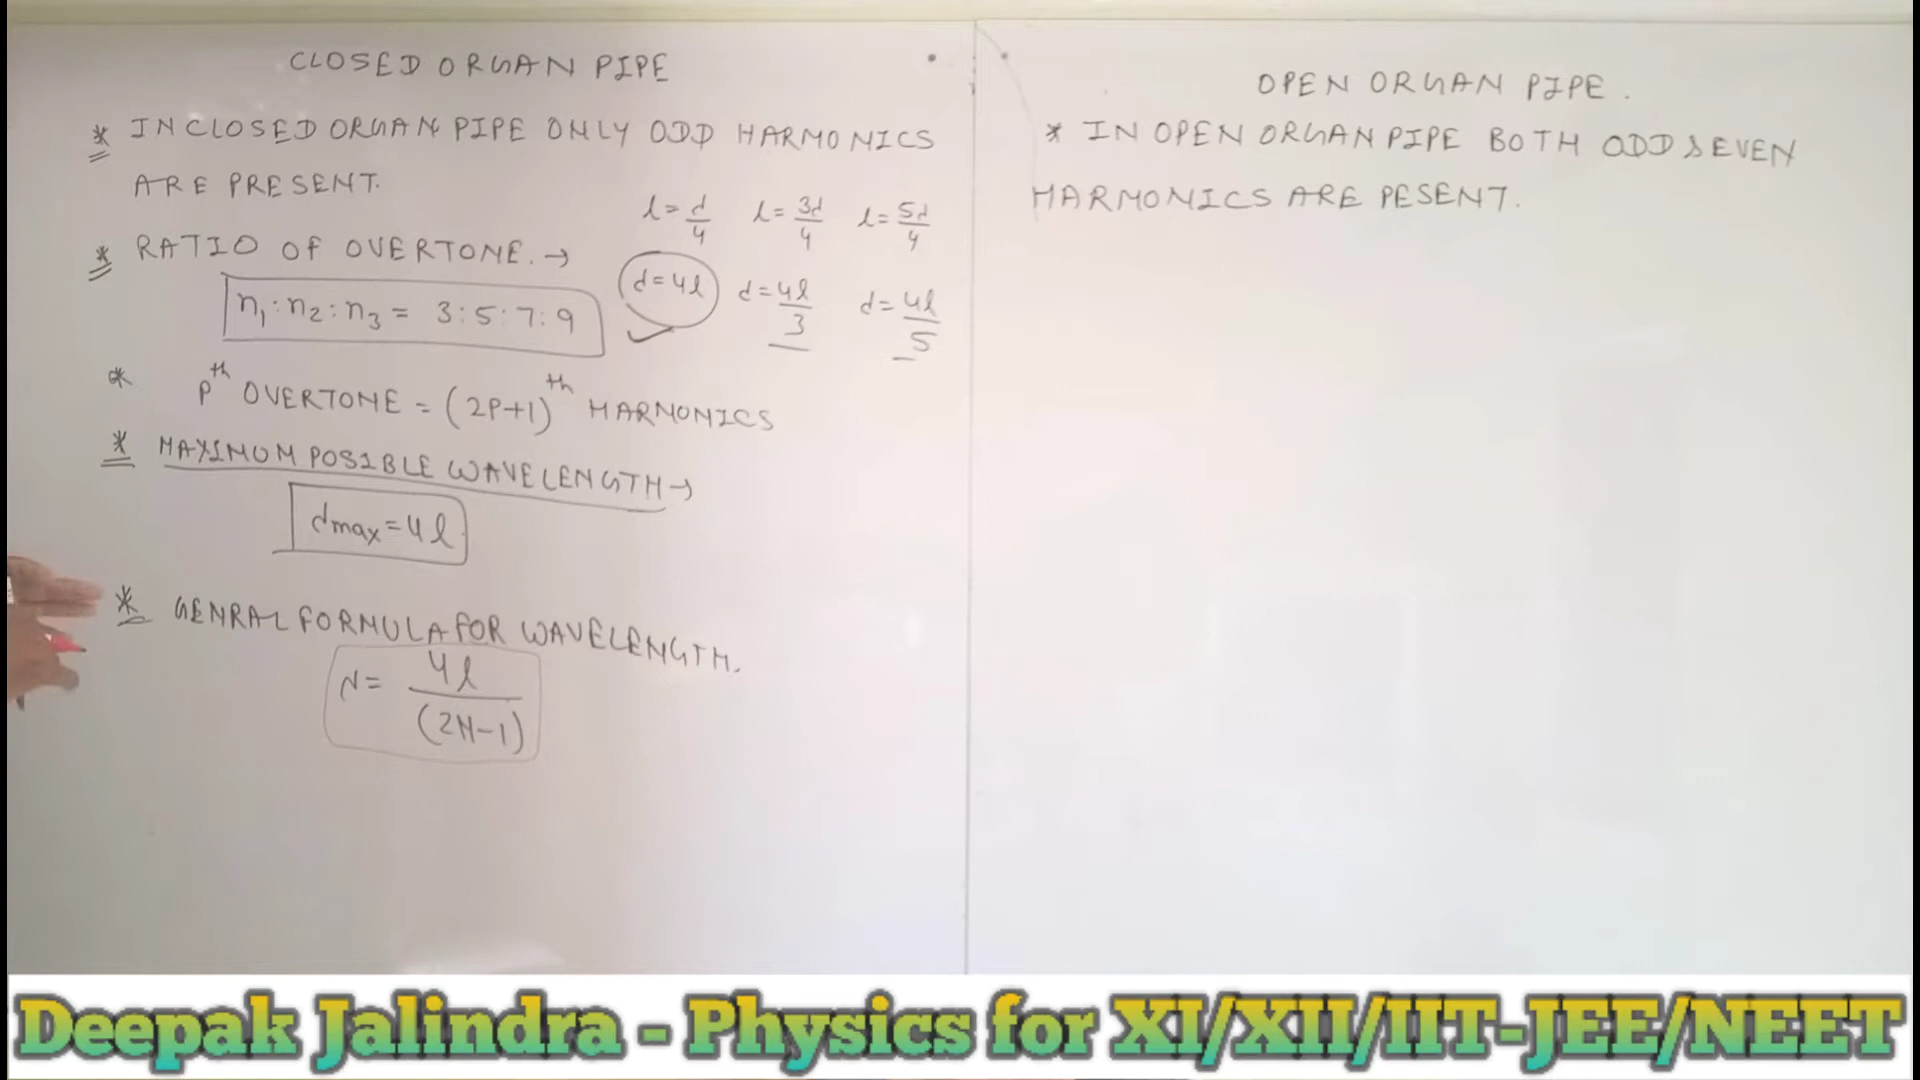 CLOSED ORGAN PIPE
* IN CLOSED ORGAN PIPE ONLY ODD HARMONICS
ARE PRESENT.
* RATIO OF OVERTONE. →
n₁ : n₂ : n₃ = 3 : 5 : 7 : 9
l = λ/4 l = 3λ/4 l = 5λ/4
λ = 4l λ = 4l/3 λ = 4l/5
* Pth OVERTONE = (2P+1)th HARMONICS
* MAXIMUM POSIBLE WAVELENGTH →
λmax = 4l
* GENRAL FORMULA FOR WAVELENGTH.
λ = 4l/(2N-1)
OPEN ORGAN PIPE .
* IN OPEN ORGAN PIPE BOTH ODD & EVEN
HARMONICS ARE PESENT.
Deepak Jalindra - Physics for XI/XII/IIT-JEE/NEET